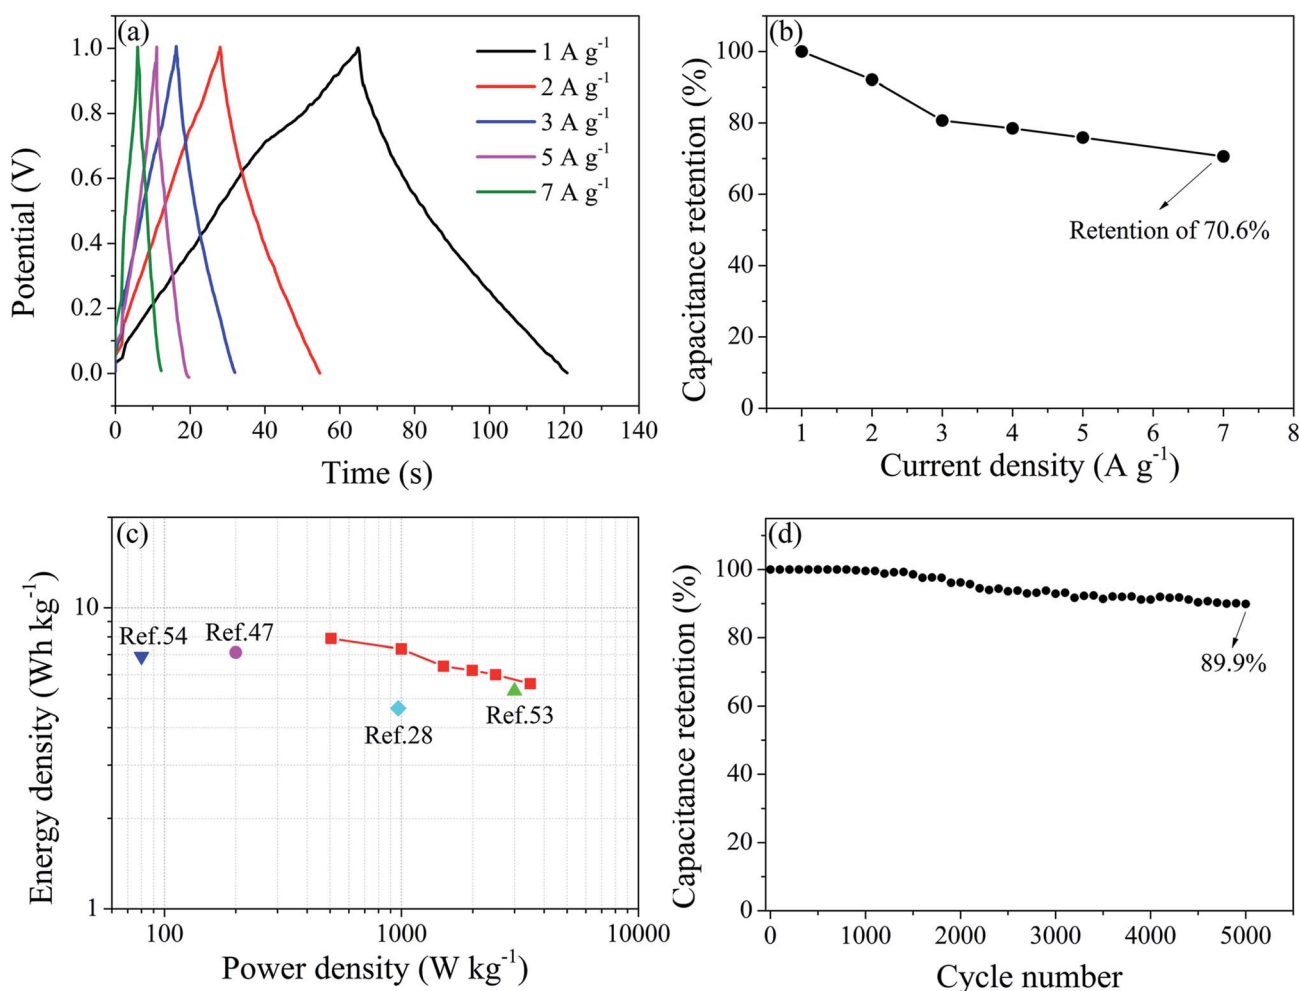 (a)
1 A g⁻¹
2 A g⁻¹
3 A g⁻¹
5 A g⁻¹
7 A g⁻¹
1.0
0.8
0.6
0.4
0.2
0.0
Potential (V)
0 20 40 60 80 100 120 140
Time (s)
(b)
100
80
60
40
20
0
Capacitance retention (%)
Retention of 70.6%
1 2 3 4 5 6 7 8
Current density (A g⁻¹)
(c)
10
1
Energy density (Wh kg⁻¹)
Ref.54
Ref.47
Ref.28
Ref.53
100 1000 10000
Power density (W kg⁻¹)
(d)
100
80
60
40
20
0
Capacitance retention (%)
89.9%
0 1000 2000 3000 4000 5000
Cycle number